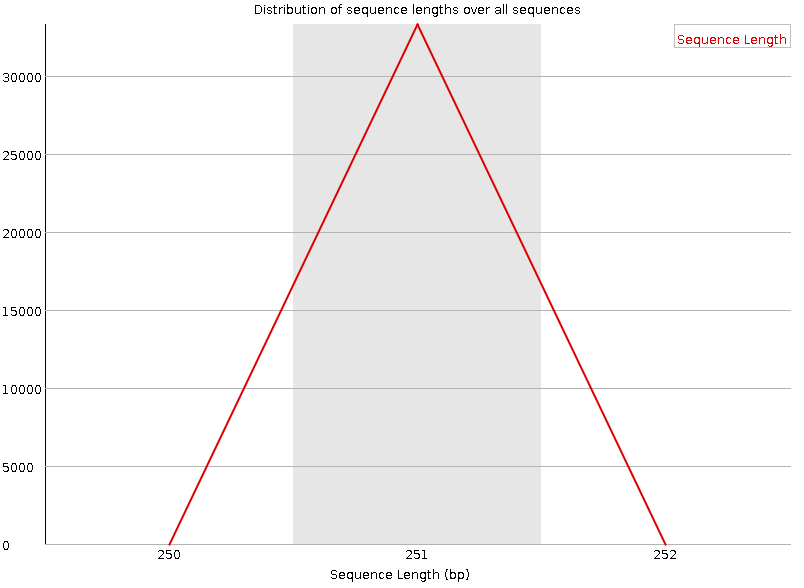 Distribution of sequence lengths over all sequences
Sequence Length
30000
25000
20000
15000
10000
5000
0
250 251 252
Sequence Length (bp)